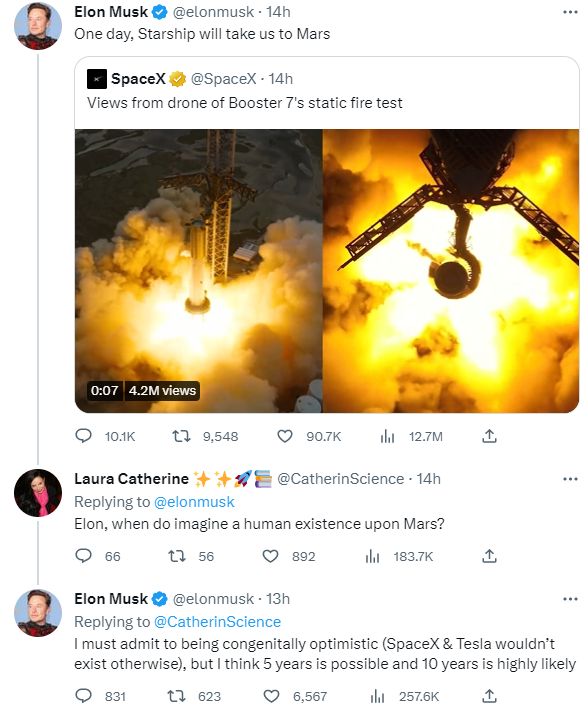 Elon Musk @elonmusk · 14h
One day, Starship will take us to Mars
SpaceX @SpaceX · 14h
Views from drone of Booster 7's static fire test
0:07 4.2M views
10.1K 9,548 90.7K 12.7M
Laura Catherine @CatherinScience · 14h
Replying to @elonmusk
Elon, when do imagine a human existence upon Mars?
66 56 892 183.7K
Elon Musk @elonmusk · 13h
Replying to @CatherinScience
I must admit to being congenitally optimistic (SpaceX & Tesla wouldn’t
exist otherwise), but I think 5 years is possible and 10 years is highly likely
831 623 6,567 257.6K